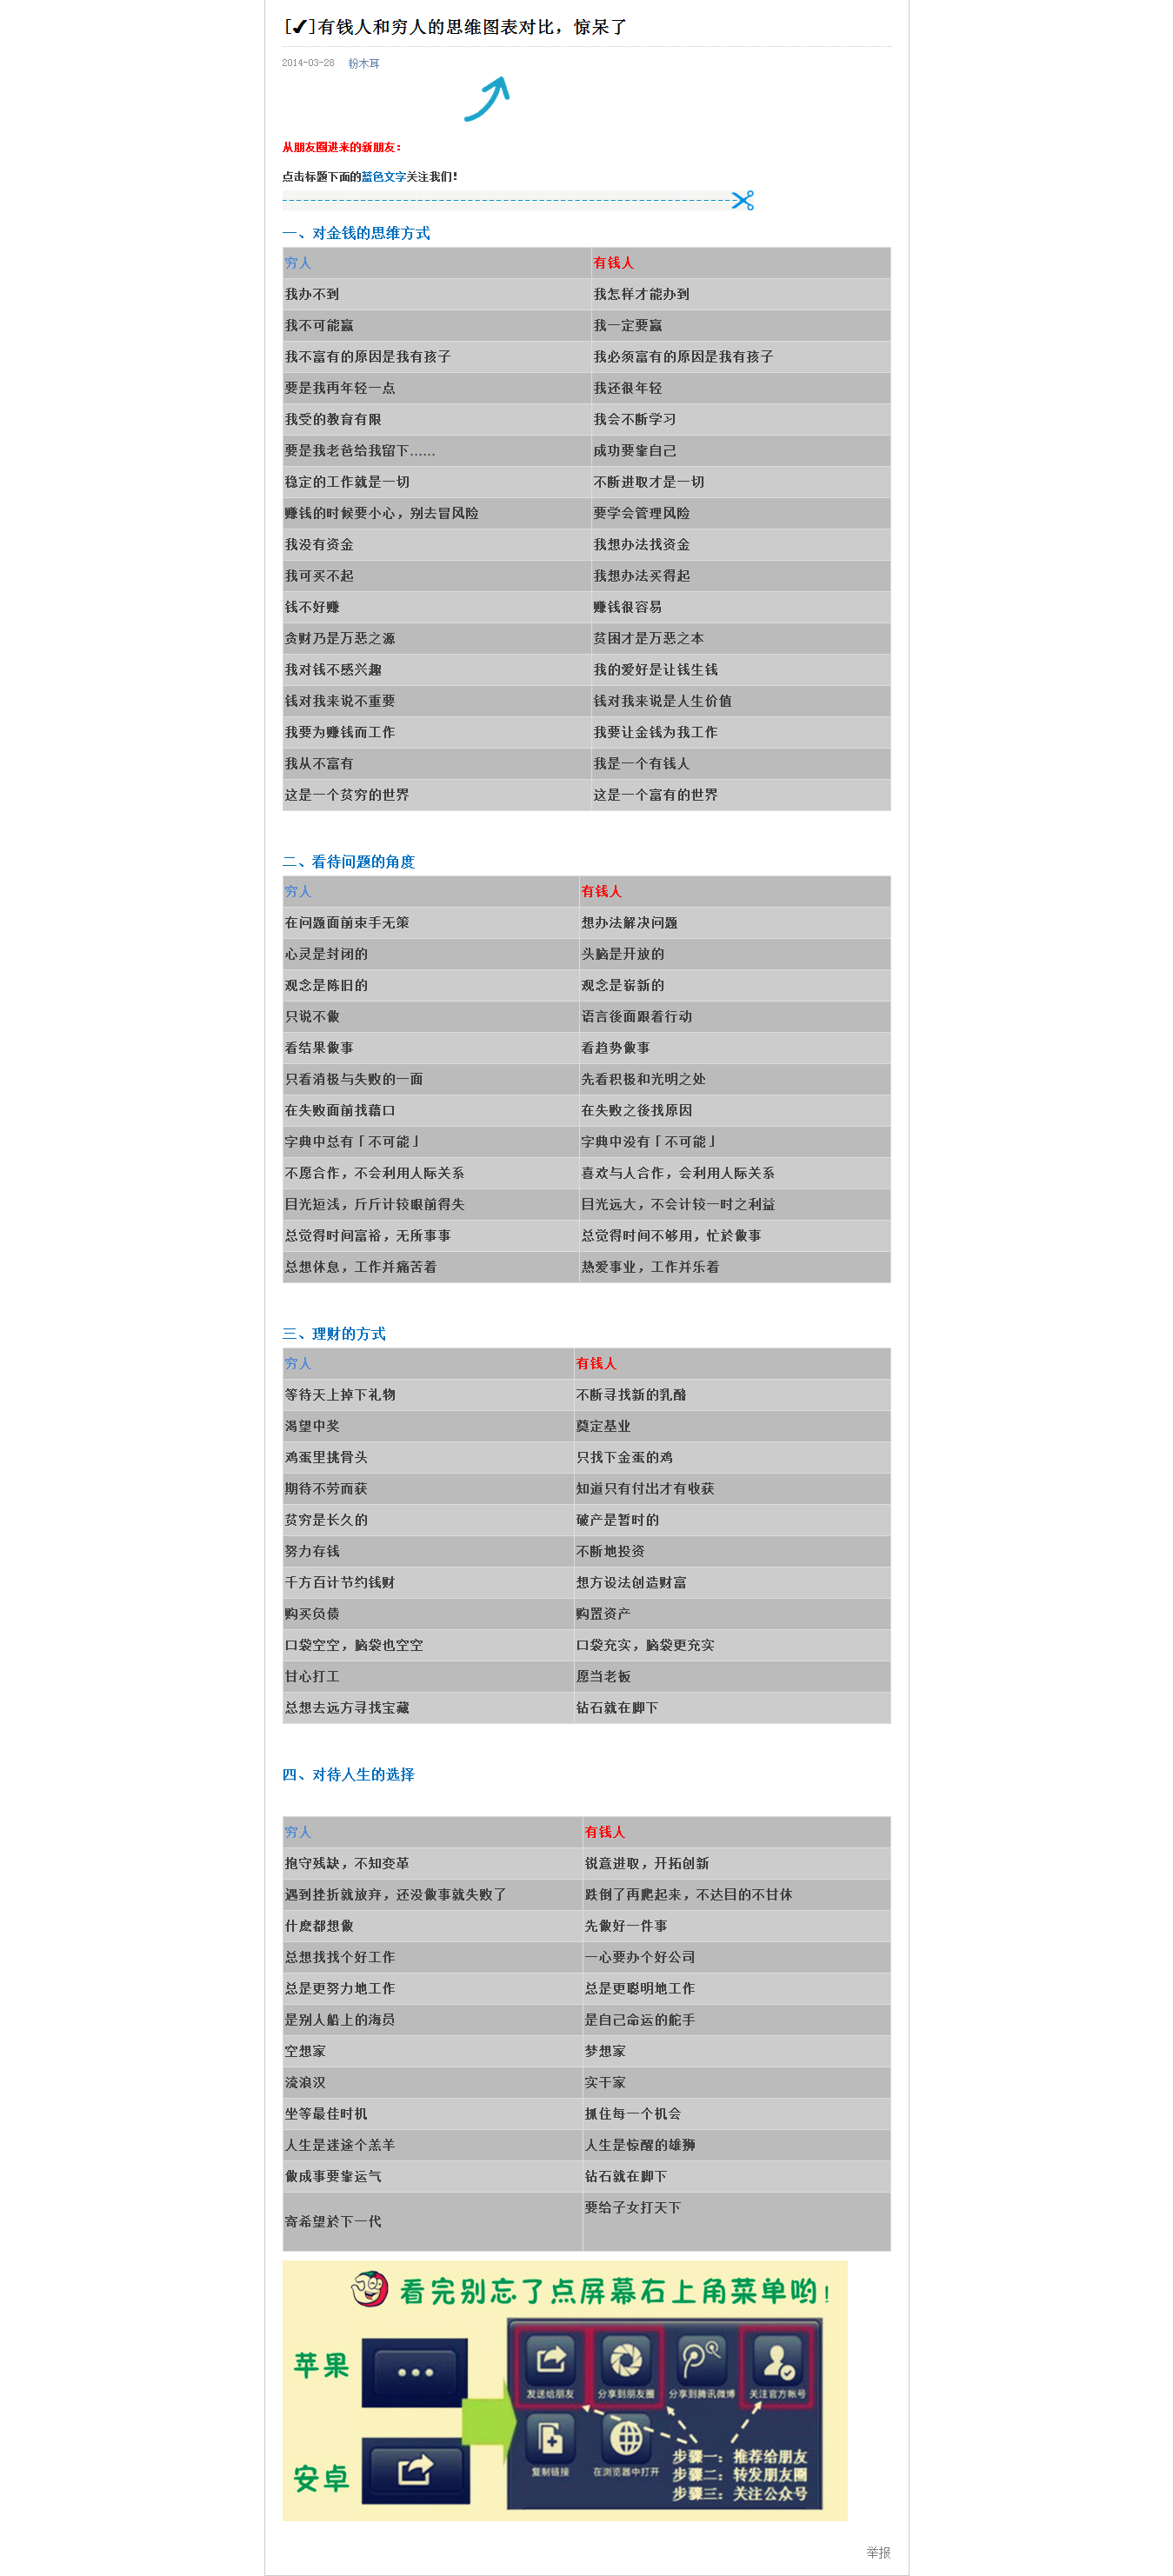 [✔]有钱人和穷人的思维图表对比，惊呆了
2014-03-28 粉木耳
从朋友圈进来的新朋友：
点击标题下面的蓝色文字关注我们！
一、对金钱的思维方式
穷人 有钱人
我办不到 我怎样才能办到
我不可能赢 我一定要赢
我不富有的原因是我有孩子 我必须富有的原因是我有孩子
要是我再年轻一点 我还很年轻
我受的教育有限 我会不断学习
要是我老爸给我留下…… 成功要靠自己
稳定的工作就是一切 不断进取才是一切
赚钱的时候要小心，别去冒风险 要学会管理风险
我没有资金 我想办法找资金
我可买不起 我想办法买得起
钱不好赚 赚钱很容易
贪财乃是万恶之源 贫困才是万恶之本
我对钱不感兴趣 我的爱好是让钱生钱
钱对我来说不重要 钱对我来说是人生价值
我要为赚钱而工作 我要让金钱为我工作
我从不富有 我是一个有钱人
这是一个贫穷的世界 这是一个富有的世界
二、看待问题的角度
穷人 有钱人
在问题面前束手无策 想办法解决问题
心灵是封闭的 头脑是开放的
观念是陈旧的 观念是崭新的
只说不做 语言後面跟着行动
看结果做事 看趋势做事
只看消极与失败的一面 先看积极和光明之处
在失败面前找藉口 在失败之後找原因
字典中总有「不可能」 字典中没有「不可能」
不愿合作，不会利用人际关系 喜欢与人合作，会利用人际关系
目光短浅，斤斤计较眼前得失 目光远大，不会计较一时之利益
总觉得时间富裕，无所事事 总觉得时间不够用，忙於做事
总想休息，工作并痛苦着 热爱事业，工作并乐着
三、理财的方式
穷人 有钱人
等待天上掉下礼物 不断寻找新的乳酪
渴望中奖 奠定基业
鸡蛋里挑骨头 只找下金蛋的鸡
期待不劳而获 知道只有付出才有收获
贫穷是长久的 破产是暂时的
努力存钱 不断地投资
千方百计节约钱财 想方设法创造财富
购买负债 购置资产
口袋空空，脑袋也空空 口袋充实，脑袋更充实
甘心打工 愿当老板
总想去远方寻找宝藏 钻石就在脚下
四、对待人生的选择
穷人 有钱人
抱守残缺，不知变革 锐意进取，开拓创新
遇到挫折就放弃，还没做事就失败了 跌倒了再爬起来，不达目的不甘休
什麽都想做 先做好一件事
总想找找个好工作 一心要办个好公司
总是更努力地工作 总是更聪明地工作
是别人船上的海员 是自己命运的舵手
空想家 梦想家
流浪汉 实干家
坐等最佳时机 抓住每一个机会
人生是迷途个羔羊 人生是惊醒的雄狮
做成事要靠运气 钻石就在脚下
寄希望於下一代 要给子女打天下
看完别忘了点屏幕右上角菜单哟！
苹果
发送给朋友 分享到朋友圈 分享到腾讯微博 关注官方帐号
安卓
复制链接 在浏览器中打开
步骤一：推荐给朋友
步骤二：转发朋友圈
步骤三：关注公众号
举报